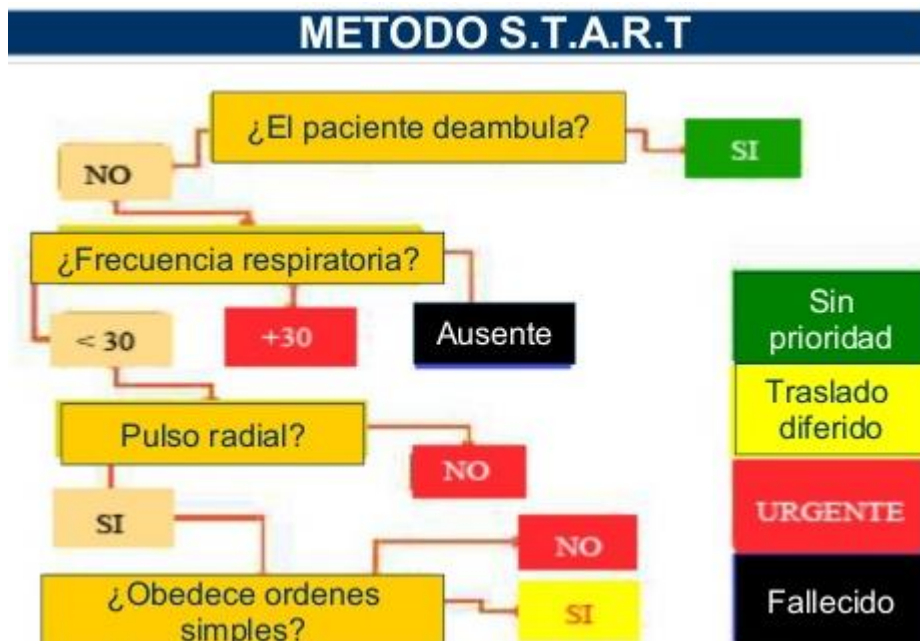 METODO S.T.A.R.T
¿El paciente deambula?
SI
NO
¿Frecuencia respiratoria?
< 30
+30
Ausente
Pulso radial?
NO
SI
¿Obedece ordenes
simples?
NO
SI
Sin
prioridad
Traslado
diferido
URGENTE
Fallecido